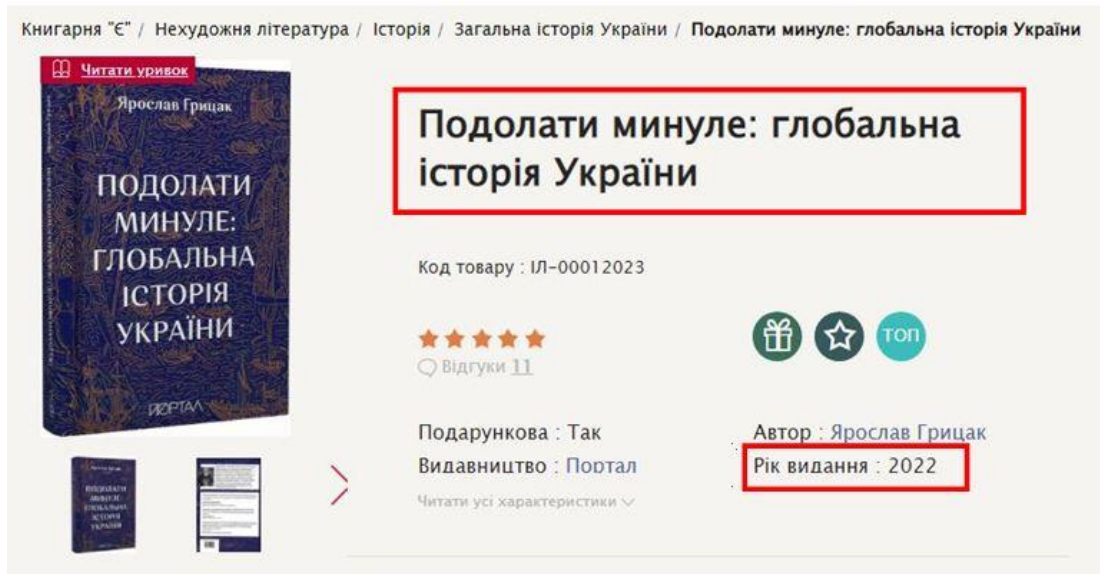 Книгарня "Є" / Нехудожня література / Історія / Загальна історія України / Подолати минуле: глобальна історія України
Читати уривок
Ярослав Грицак
ПОДОЛАТИ
МИНУЛЕ:
ГЛОБАЛЬНА
ІСТОРІЯ
УКРАЇНИ
ПОРТАЛ
Подолати минуле: глобальна
історія України
Код товару : ІЛ-00012023
Відгуки 11
ТОП
Подарункова : Так
Автор : Ярослав Грицак
Видавництво : Портал
Рік видання : 2022
Читати усі характеристики